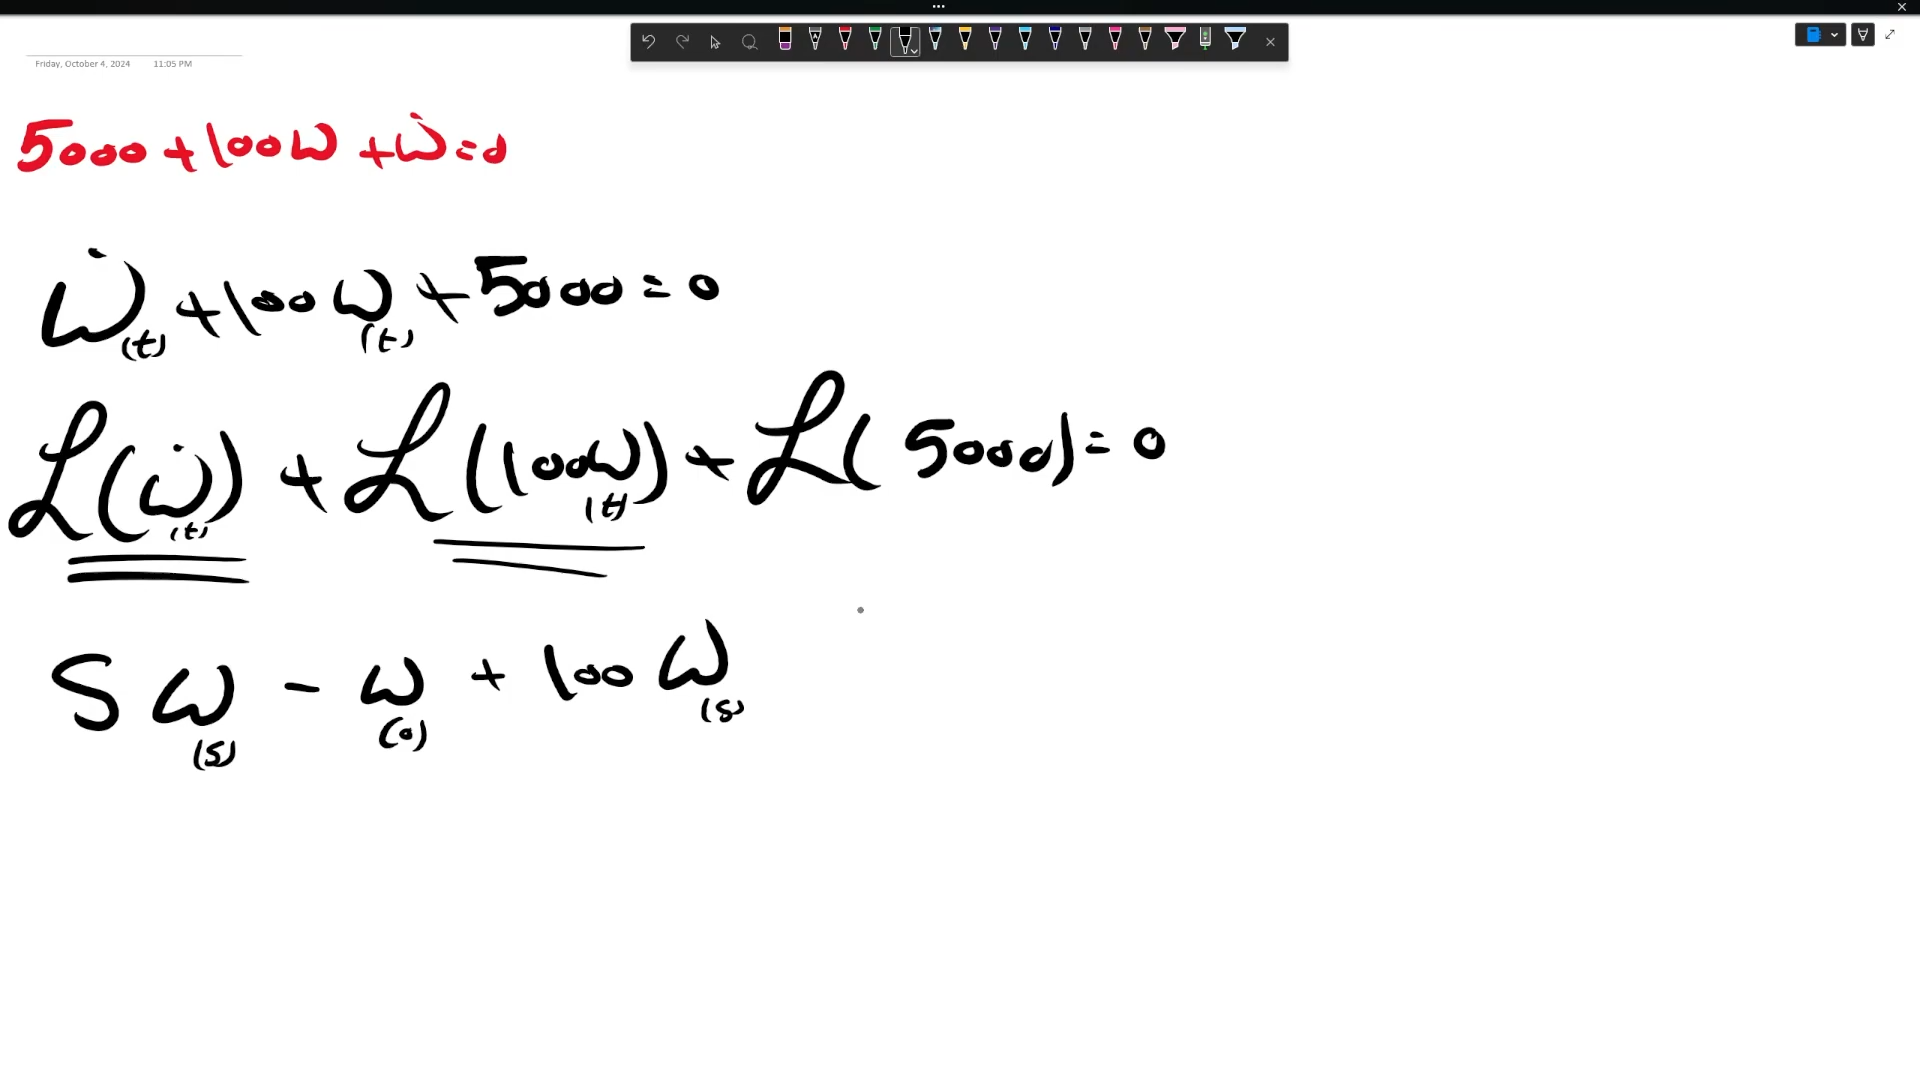 Friday, October 4, 2024 11:05 PM
5000 + 100ω + ω̇ = 0
ω̇(t) + 100ω(t) + 5000 = 0
ℒ(ω̇(t)) + ℒ(100ω(t)) + ℒ(5000) = 0
Sω(s) - ω(0) + 100ω(s)